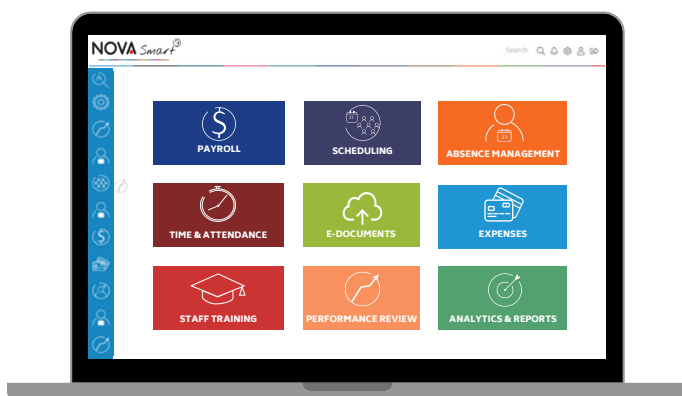 NOVA Smart
Search
PAYROLL
SCHEDULING
ABSENCE MANAGEMENT
TIME & ATTENDANCE
E-DOCUMENTS
EXPENSES
STAFF TRAINING
PERFORMANCE REVIEW
ANALYTICS & REPORTS